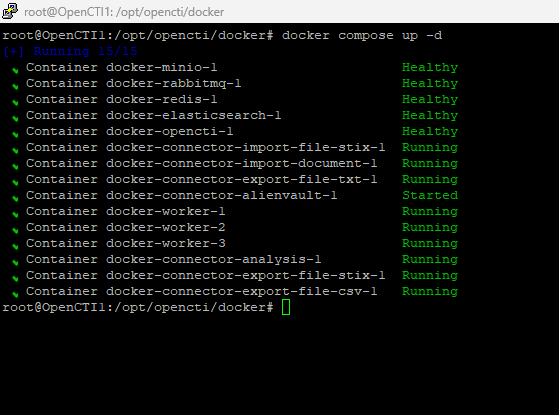 root@OpenCTI1: /opt/opencti/docker
root@OpenCTI1:/opt/opencti/docker# docker compose up -d
[+] Running 15/15
✔ Container docker-minio-1 Healthy
✔ Container docker-rabbitmq-1 Healthy
✔ Container docker-redis-1 Healthy
✔ Container docker-elasticsearch-1 Healthy
✔ Container docker-opencti-1 Healthy
✔ Container docker-connector-import-file-stix-1 Running
✔ Container docker-connector-import-document-1 Running
✔ Container docker-connector-export-file-txt-1 Running
✔ Container docker-connector-alienvault-1 Started
✔ Container docker-worker-1 Running
✔ Container docker-worker-2 Running
✔ Container docker-worker-3 Running
✔ Container docker-connector-analysis-1 Running
✔ Container docker-connector-export-file-stix-1 Running
✔ Container docker-connector-export-file-csv-1 Running
root@OpenCTI1:/opt/opencti/docker#